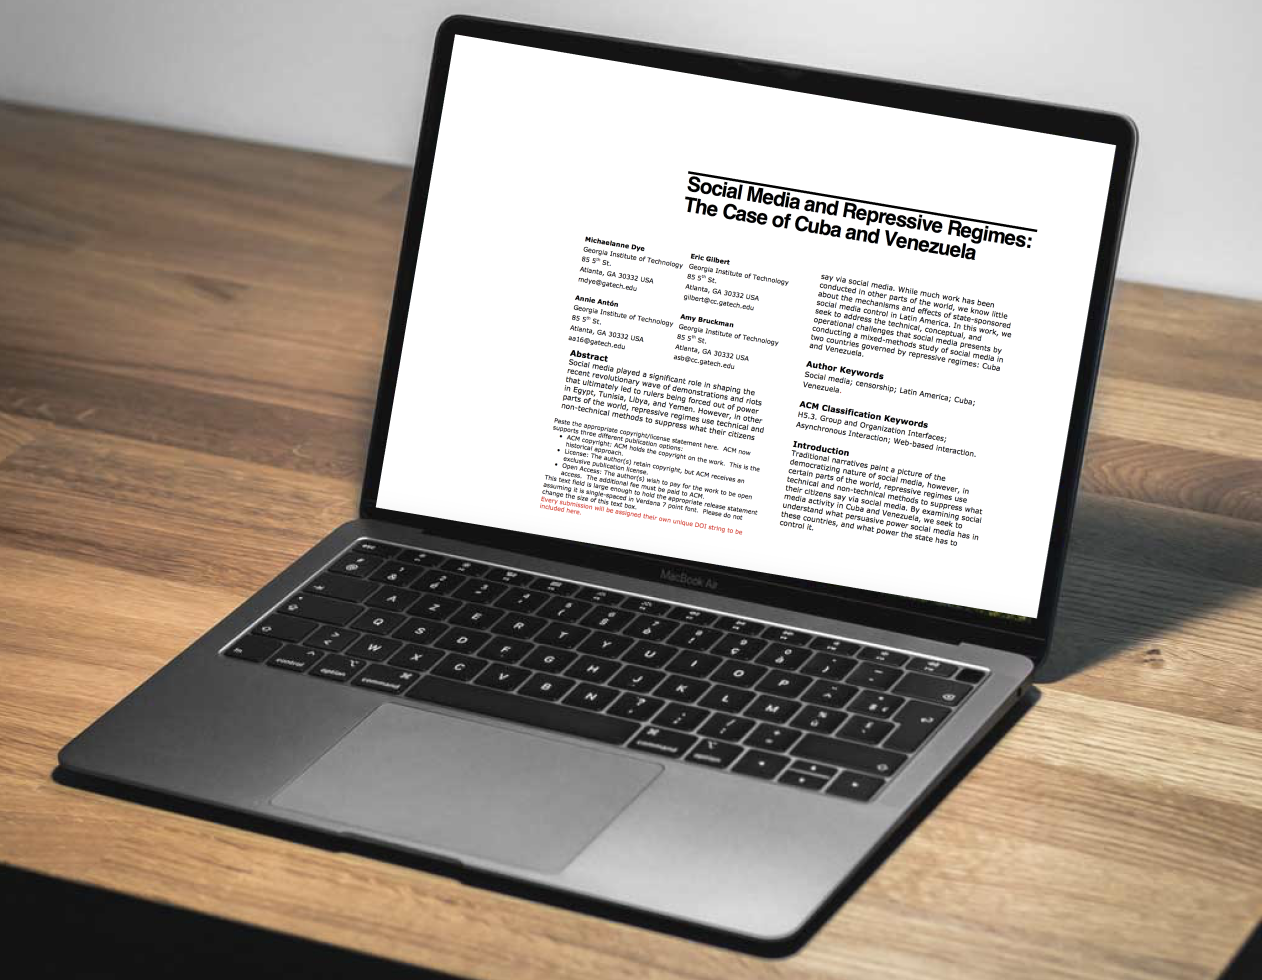 Social Media and Repressive Regimes:
The Case of Cuba and Venezuela
Michaelanne Dye
Georgia Institute of Technology
85 5th St.
Atlanta, GA 30332 USA
mdye@gatech.edu
Eric Gilbert
Georgia Institute of Technology
85 5th St.
Atlanta, GA 30332 USA
gilbert@cc.gatech.edu
Annie Antón
Georgia Institute of Technology
85 5th St.
Atlanta, GA 30332 USA
aa16@gatech.edu
Amy Bruckman
Georgia Institute of Technology
85 5th St.
Atlanta, GA 30332 USA
asb@cc.gatech.edu
Abstract
Social media played a significant role in shaping the
recent revolutionary wave of demonstrations and riots
that ultimately led to rulers being forced out of power
in Egypt, Tunisia, Libya, and Yemen. However, in other
parts of the world, repressive regimes use technical and
non-technical methods to suppress what their citizens
Paste the appropriate copyright/license statement here. ACM now
supports three different publication options:
• ACM copyright: ACM holds the copyright on the work. This is the
historical approach.
• License: The author(s) retain copyright, but ACM receives an
exclusive publication license.
• Open Access: The author(s) wish to pay for the work to be open
access. The additional fee must be paid to ACM.
This text field is large enough to hold the appropriate release statement
assuming it is single-spaced in Verdana 7 point font. Please do not
change the size of this text box.
Every submission will be assigned their own unique DOI string to be
included here.
say via social media. While much work has been
conducted in other parts of the world, we know little
about the mechanisms and effects of state-sponsored
social media control in Latin America. In this work, we
seek to address the technical, conceptual, and
operational challenges that social media presents by
conducting a mixed-methods study of social media in
two countries governed by repressive regimes: Cuba
and Venezuela.
Author Keywords
Social media; censorship; Latin America; Cuba;
Venezuela.
ACM Classification Keywords
H5.3. Group and Organization Interfaces;
Asynchronous Interaction; Web-based interaction.
Introduction
Traditional narratives paint a picture of the
democratizing nature of social media, however, in
certain parts of the world, repressive regimes use
technical and non-technical methods to suppress what
their citizens say via social media. By examining social
media activity in Cuba and Venezuela, we seek to
understand what persuasive power social media has in
these countries, and what power the state has to
control it.
MacBook Air
esc
A Z E R T Y U I O P
Q S D F G H J K L M
W X C V B N
fn control option command command option